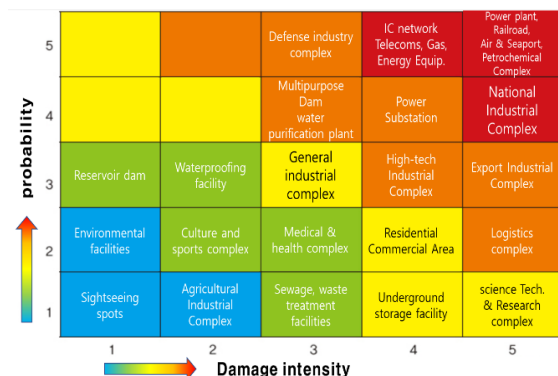 probability
5
Defense industry
complex
IC network
Telecoms, Gas,
Energy Equip.
Power plant,
Railroad,
Air & Seaport,
Petrochemical
Complex
4
Multipurpose
Dam
water
purification plant
Power
Substation
National
Industrial
Complex
3
Reservoir dam
Waterproofing
facility
General
industrial
complex
High-tech
Industrial
Complex
Export Industrial
Complex
2
Environmental
facilities
Culture and
sports complex
Medical &
health complex
Residential
Commercial Area
Logistics
complex
1
Sightseeing
spots
Agricultural
Industrial
Complex
Sewage, waste
treatment
facilities
Underground
storage facility
science Tech.
& Research
complex
1 2 3 4 5
Damage intensity